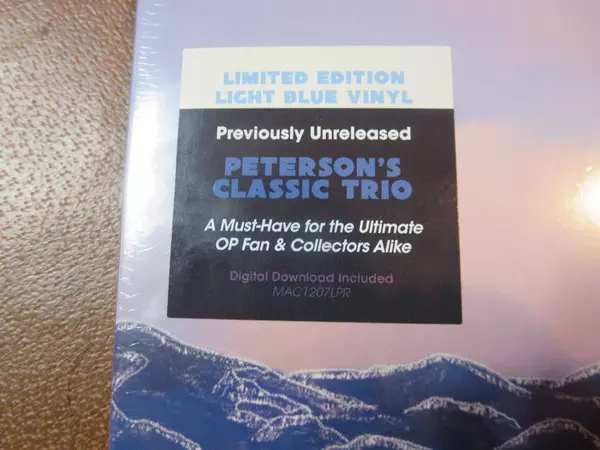 LIMITED EDITION
LIGHT BLUE VINYL
Previously Unreleased
PETERSON'S
CLASSIC TRIO
A Must-Have for the Ultimate
OP Fan & Collectors Alike
Digital Download Included
MAC1207LPR